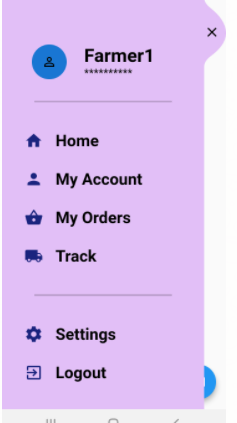 Farmer1
**********
Home
My Account
My Orders
Track
Settings
Logout